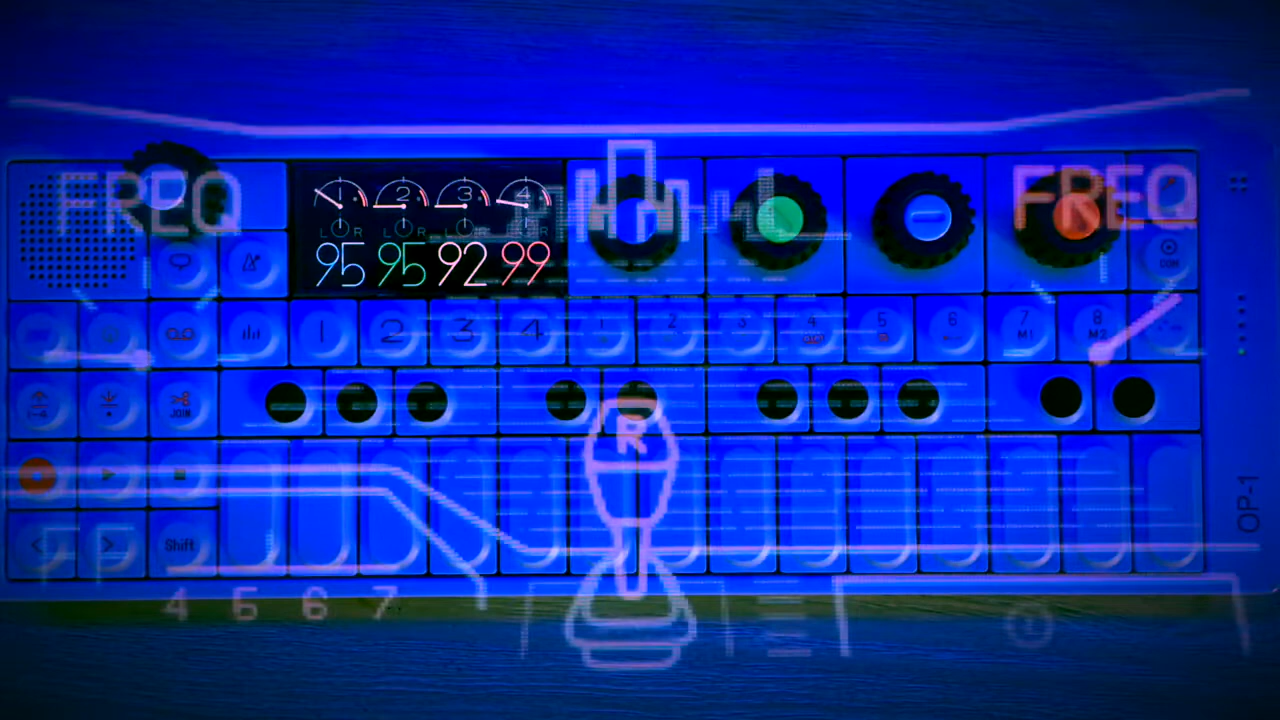 FREQ
FREQ
1 2 3 4
L R L R
95 95 92 99
COM
1 2 3 4 1 2 3 4 5 6 7 8
M1 M2
JOIN
R
Shift
OP-1
4 5 6 7